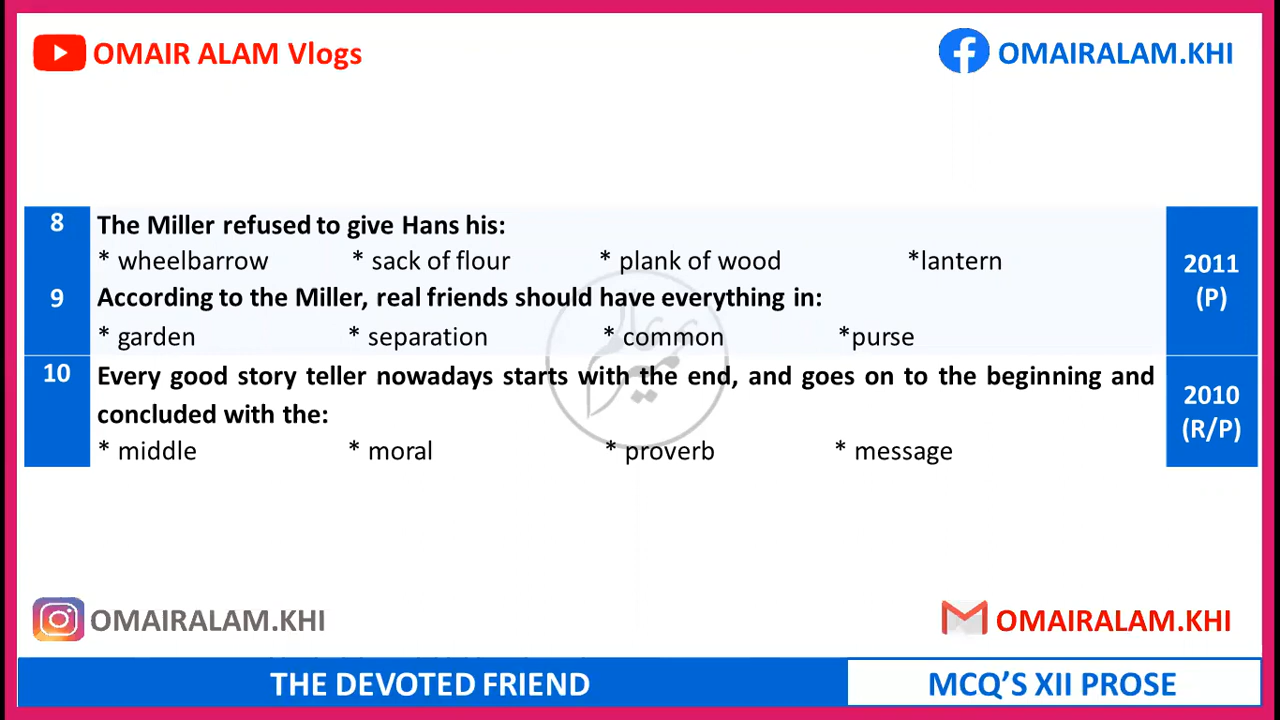 OMAIR ALAM Vlogs
OMAIRALAM.KHI
8 The Miller refused to give Hans his:
* wheelbarrow * sack of flour * plank of wood *lantern
2011
(P)
9 According to the Miller, real friends should have everything in:
* garden * separation * common *purse
10 Every good story teller nowadays starts with the end, and goes on to the beginning and
concluded with the:
2010
(R/P)
* middle * moral * proverb * message
OMAIRALAM.KHI
OMAIRALAM.KHI
THE DEVOTED FRIEND
MCQ’S XII PROSE